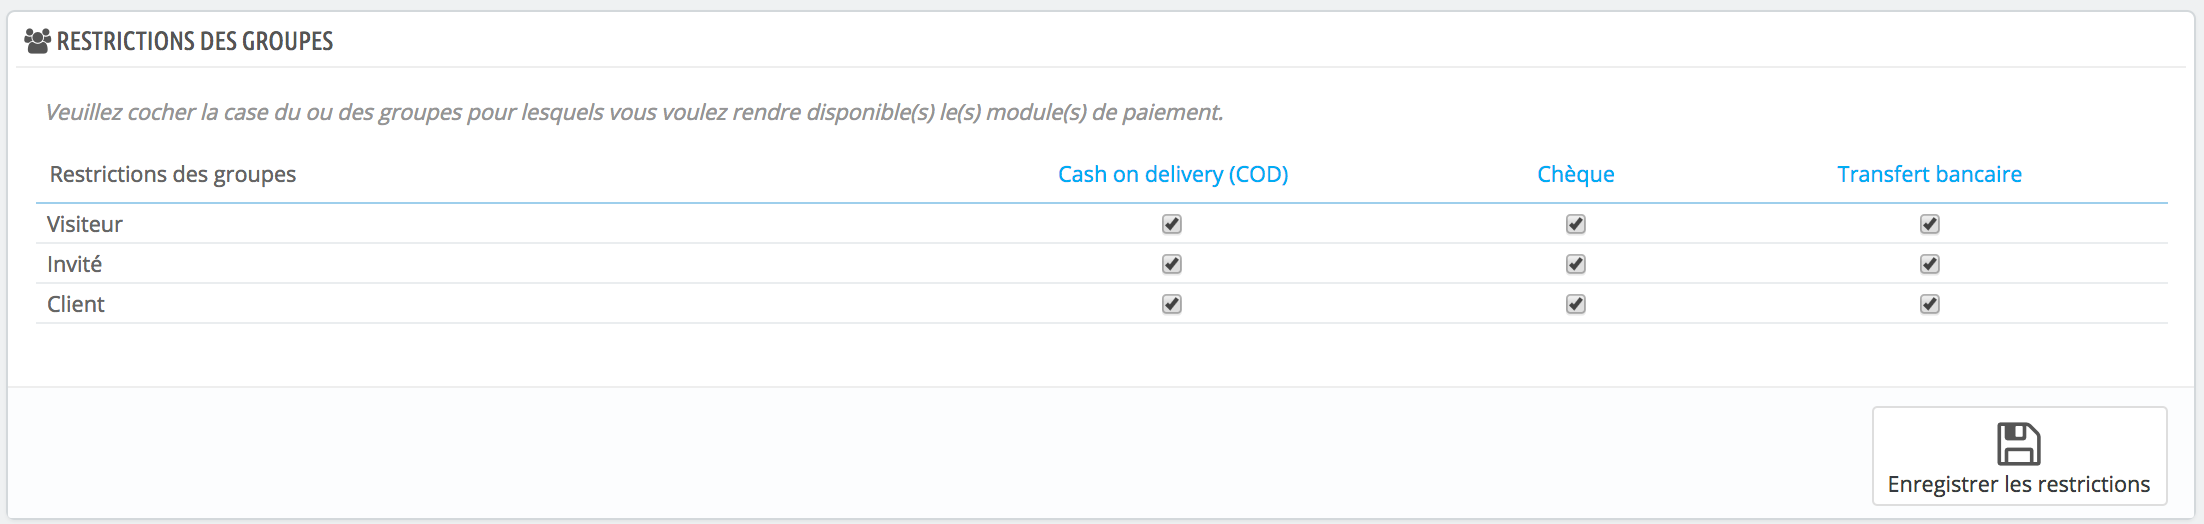 RESTRICTIONS DES GROUPES
Veuillez cocher la case du ou des groupes pour lesquels vous voulez rendre disponible(s) le(s) module(s) de paiement.
Restrictions des groupes Cash on delivery (COD) Chèque Transfert bancaire
Visiteur
Invité
Client
Enregistrer les restrictions